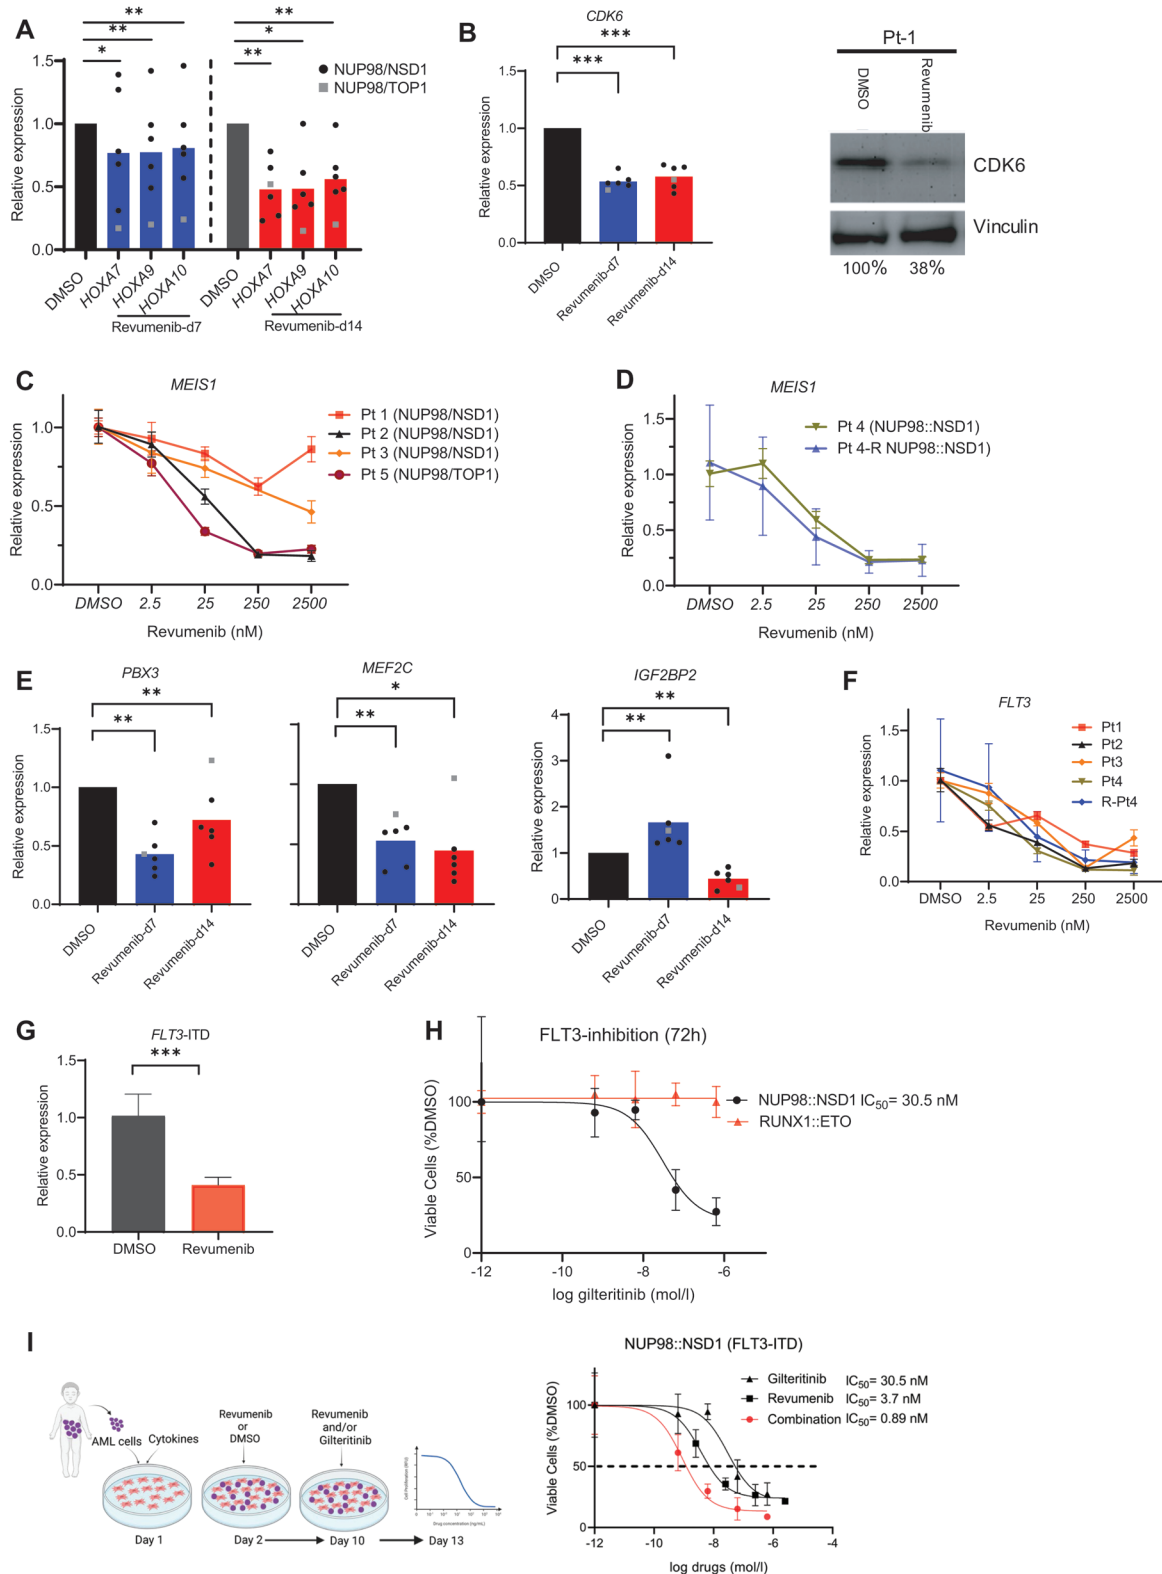 A
** 
**
*
**
*
**
NUP98/NSD1
NUP98/TOP1
Relative expression
1.5
1.0
0.5
0.0
DMSO
HOXA7
HOXA9
HOXA10
DMSO
HOXA7
HOXA9
HOXA10
Revumenib-d7
Revumenib-d14
B
CDK6
***
***
Relative expression
1.5
1.0
0.5
0.0
DMSO
Revumenib-d7
Revumenib-d14
Pt-1
DMSO
Revumenib
CDK6
Vinculin
100% 38%
C
MEIS1
Relative expression
1.0
0.5
0.0
DMSO 2.5 25 250 2500
Revumenib (nM)
Pt 1 (NUP98/NSD1)
Pt 2 (NUP98/NSD1)
Pt 3 (NUP98/NSD1)
Pt 5 (NUP98/TOP1)
D
MEIS1
Relative expression
1.5
1.0
0.5
0.0
DMSO 2.5 25 250 2500
Revumenib (nM)
Pt 4 (NUP98::NSD1)
Pt 4-R NUP98::NSD1)
E
PBX3
**
**
Relative expression
1.5
1.0
0.5
0.0
DMSO
Revumenib-d7
Revumenib-d14
MEF2C
*
**
DMSO
Revumenib-d7
Revumenib-d14
IGF2BP2
**
**
Relative expression
4
3
2
1
0
DMSO
Revumenib-d7
Revumenib-d14
F
FLT3
Relative expression
1.5
1.0
0.5
0.0
DMSO 2.5 25 250 2500
Revumenib (nM)
Pt1
Pt2
Pt3
Pt4
R-Pt4
G
FLT3-ITD
***
Relative expression
1.5
1.0
0.5
0.0
DMSO Revumenib
H
FLT3-inhibition (72h)
Viable Cells (%DMSO)
100
50
0
-12 -10 -8 -6
log gilteritinib (mol/l)
NUP98::NSD1 IC50= 30.5 nM
RUNX1::ETO
I
AML cells
Cytokines
Revumenib
or
DMSO
Revumenib
and/or
Gilteritinib
Day 1 Day 2 Day 10 Day 13
NUP98::NSD1 (FLT3-ITD)
Viable Cells (%DMSO)
100
50
0
-12 -10 -8 -6 -4
log drugs (mol/l)
Gilteritinib IC50= 30.5 nM
Revumenib IC50= 3.7 nM
Combination IC50= 0.89 nM